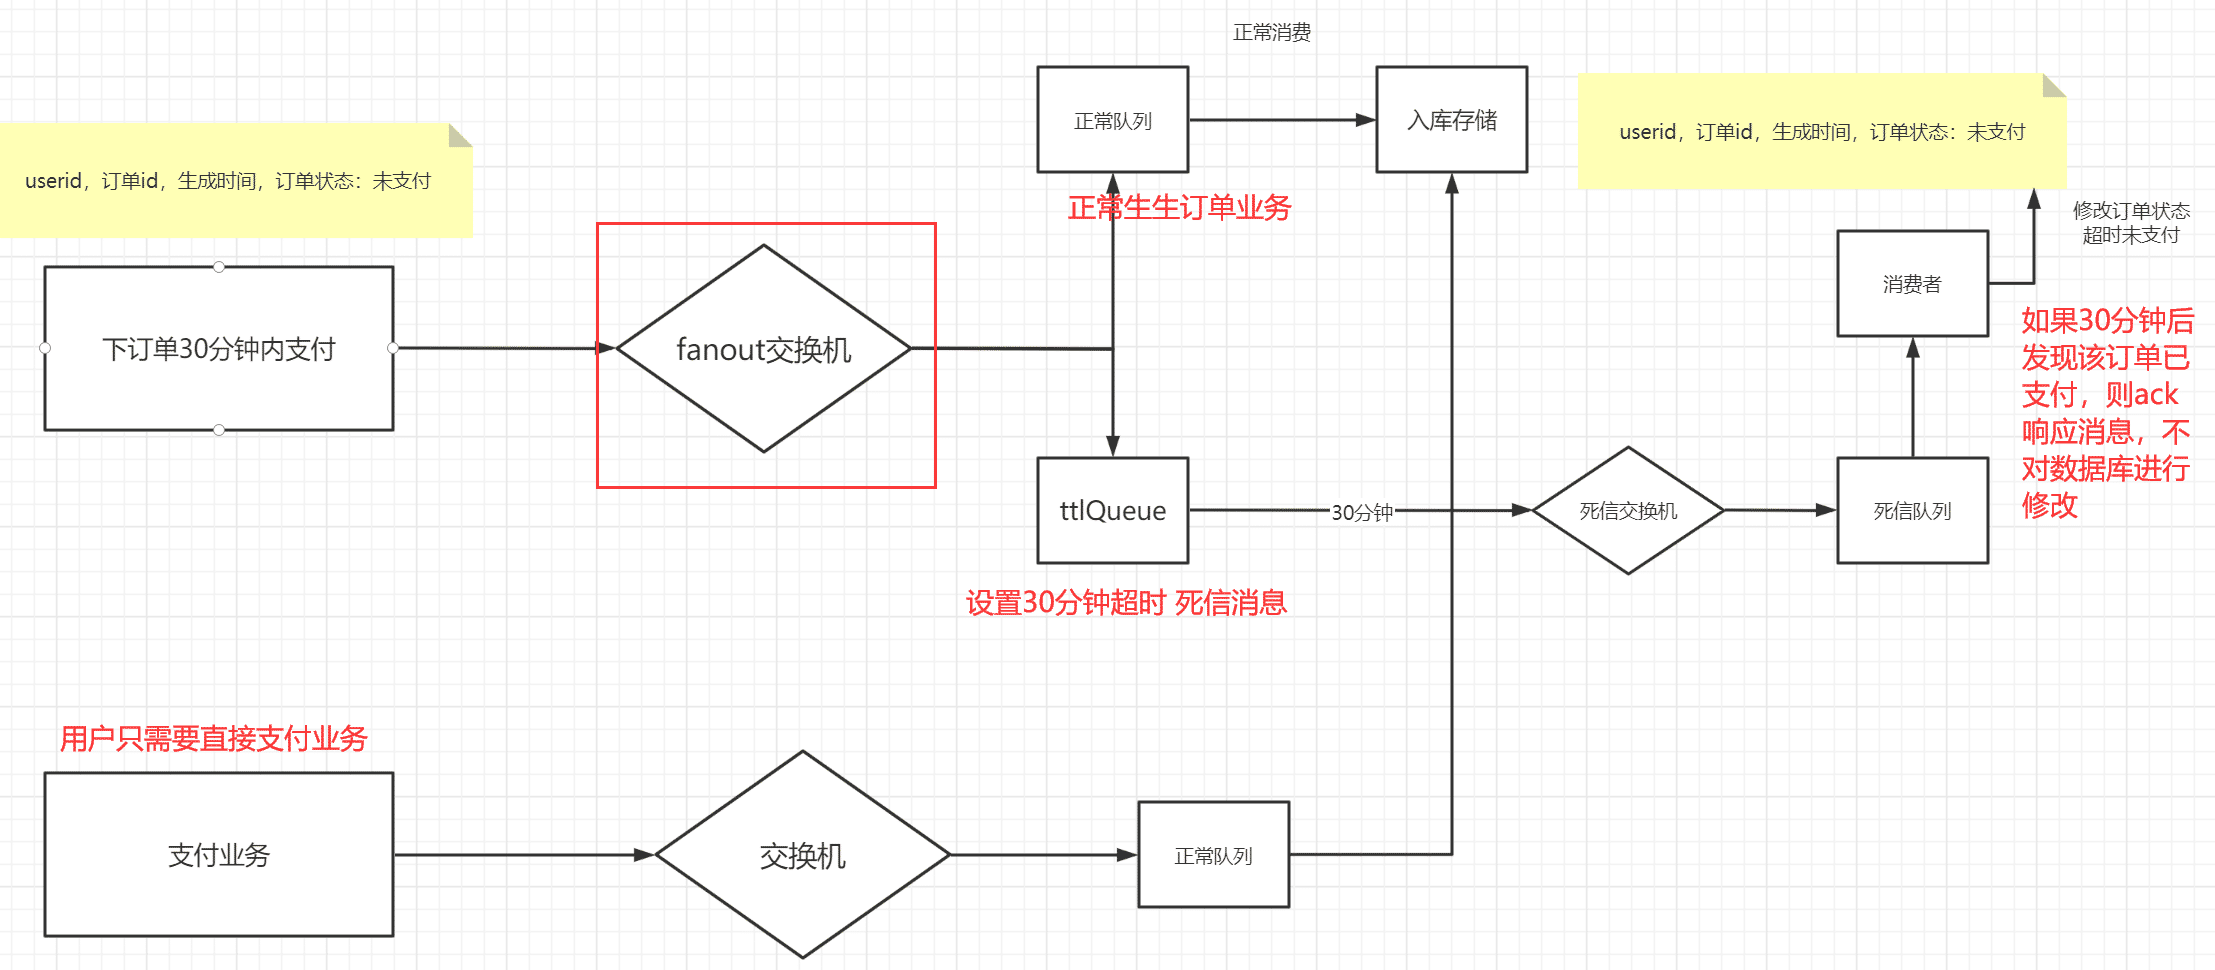 正常消费
正常队列
入库存储
userid，订单id，生成时间，订单状态：未支付
userid，订单id，生成时间，订单状态：未支付
正常生生订单业务
修改订单状态
超时未支付
下订单30分钟内支付
fanout交换机
消费者
如果30分钟后
发现该订单已
支付，则ack
响应消息，不
对数据库进行
修改
ttlQueue
30分钟
死信交换机
死信队列
设置30分钟超时 死信消息
用户只需要直接支付业务
支付业务
交换机
正常队列